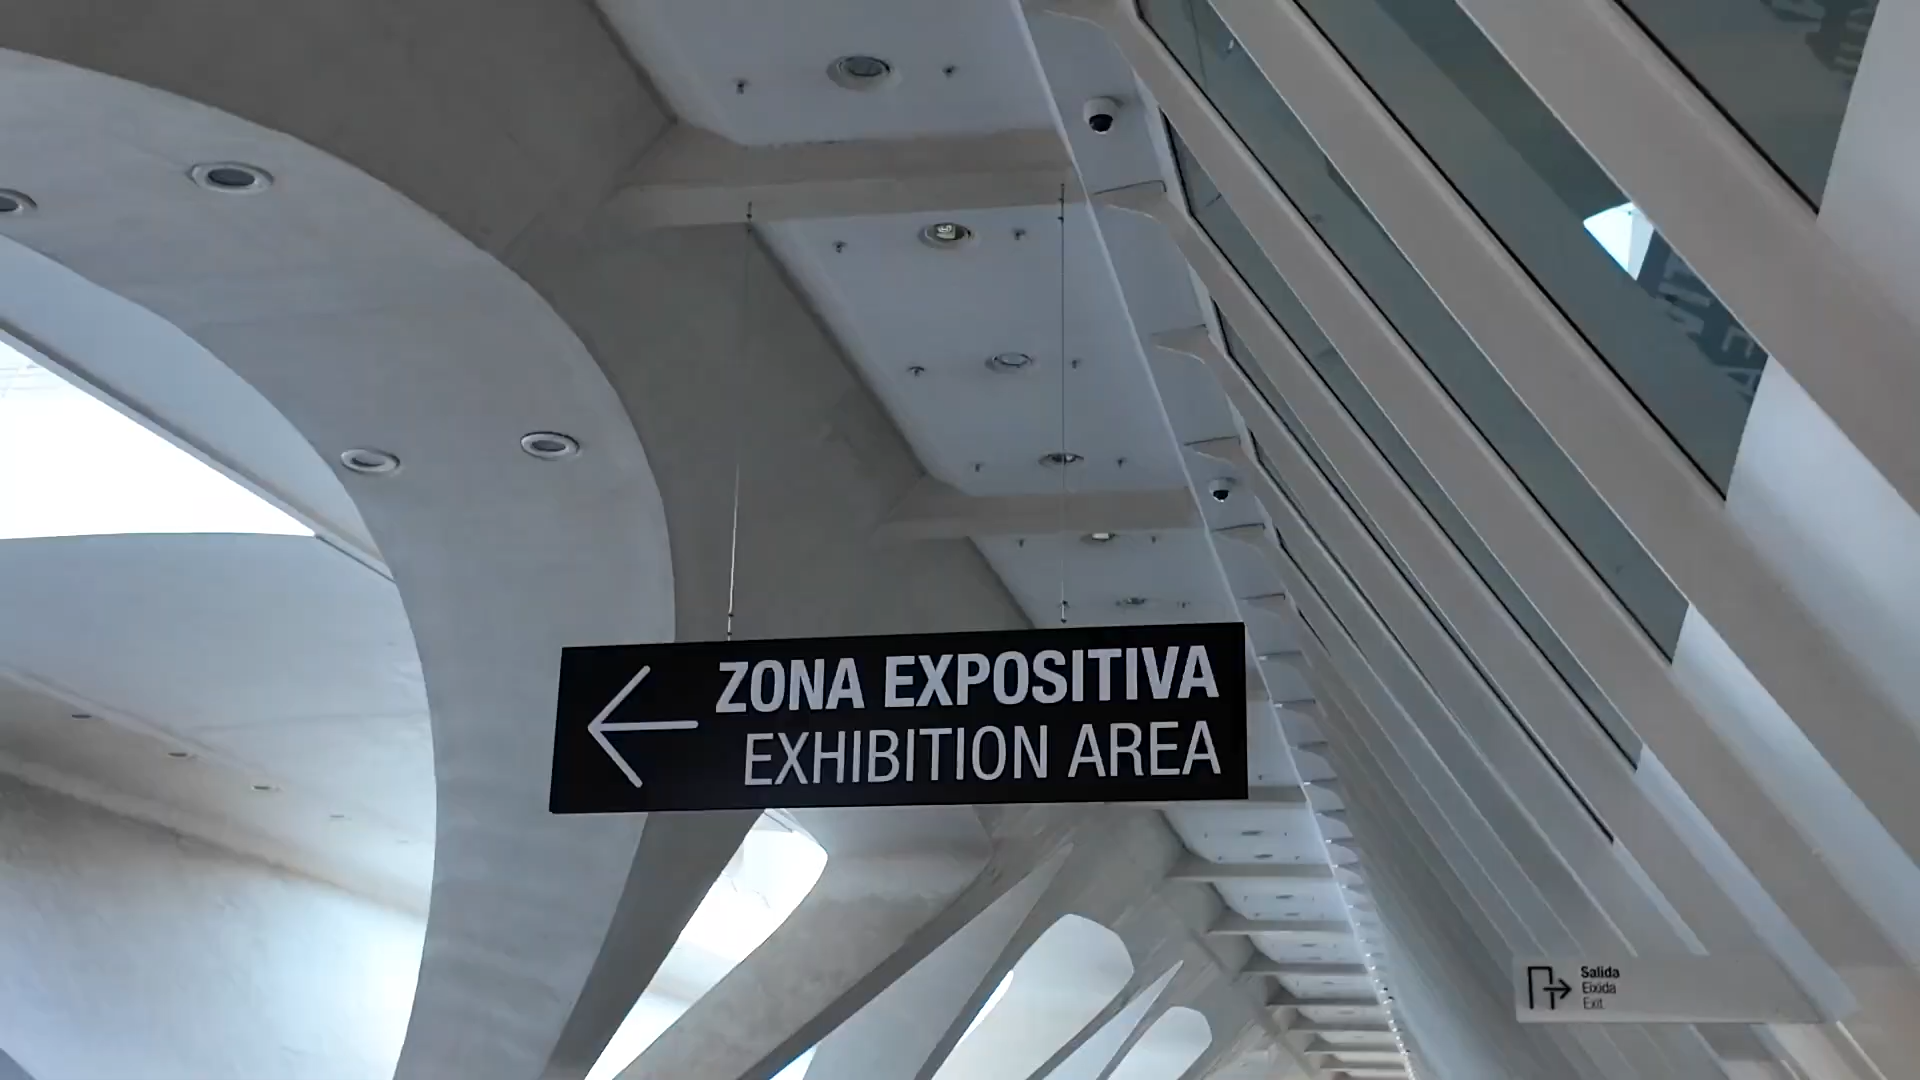 ZONA EXPOSITIVA
EXHIBITION AREA
Salida
Eixida
Exit